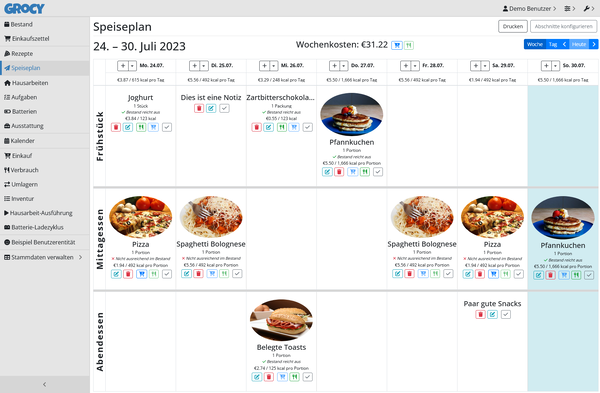 GROCY
Demo Benutzer
Bestand
Einkaufszettel
Rezepte
Speiseplan
Hausarbeiten
Aufgaben
Batterien
Ausstattung
Kalender
Einkauf
Verbrauch
Umlagern
Inventur
Hausarbeit-Ausführung
Batterie-Ladezyklus
Beispiel Benutzerentität
Stammdaten verwalten
Speiseplan
Drucken
Abschnitte konfigurieren
24. – 30. Juli 2023
Wochenkosten: €31.22
Woche Tag Heute
Mo. 24.07. Di. 25.07. Mi. 26.07. Do. 27.07. Fr. 28.07. Sa. 29.07. So. 30.07.
€3.87 / 615 kcal pro Tag €5.56 / 492 kcal pro Tag €3.29 / 248 kcal pro Tag €5.50 / 1,666 kcal pro Tag €5.56 / 492 kcal pro Tag €1.94 / 492 kcal pro Tag €5.50 / 1,666 kcal pro Tag
Frühstück
Joghurt
1 Stück
Bestand reicht aus
€3.84 / 123 kcal
Dies ist eine Notiz
Zartbitterschokola...
1 Packung
Bestand reicht aus
€0.55 / 123 kcal
Pfannkuchen
1 Portion
Bestand reicht aus
€5.50 / 1,666 kcal pro Portion
Mittagessen
Pizza
1 Portion
Nicht ausreichend im Bestand
€1.94 / 492 kcal pro Portion
Spaghetti Bolognese
1 Portion
Nicht ausreichend im Bestand
€5.56 / 492 kcal pro Portion
Spaghetti Bolognese
1 Portion
Nicht ausreichend im Bestand
€5.56 / 492 kcal pro Portion
Pizza
1 Portion
Nicht ausreichend im Bestand
€1.94 / 492 kcal pro Portion
Pfannkuchen
1 Portion
Bestand reicht aus
€5.50 / 1,666 kcal pro Portion
Abendessen
Belegte Toasts
1 Portion
Bestand reicht aus
€2.74 / 125 kcal pro Portion
Paar gute Snacks